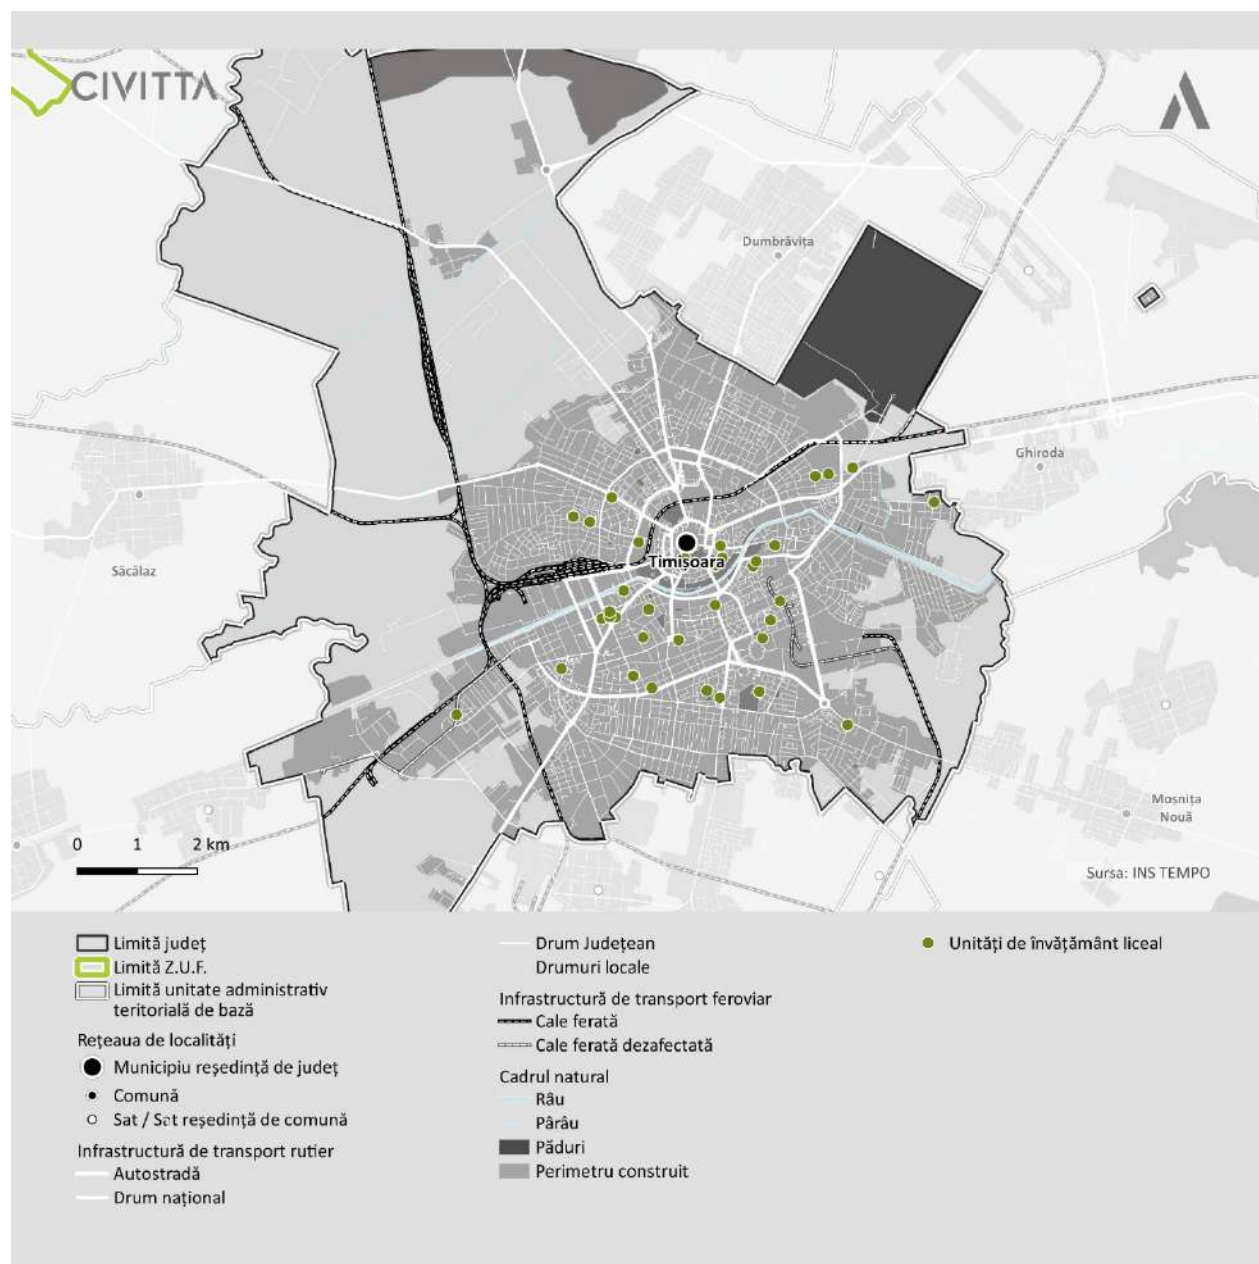 CIVITTA
Dumbrăvița
Ghiroda
Timișoara
Săcălaz
Moșnița
Nouă
0 1 2 km
Sursa: INS TEMPO
Limită județ
Limită Z.U.F.
Limită unitate administrativ
teritorială de bază
Rețeaua de localități
Municipiu reședință de județ
Comună
Sat / Sat reședință de comună
Infrastructură de transport rutier
Autostradă
Drum național
Drum Județean
Drumuri locale
Infrastructură de transport feroviar
Cale ferată
Cale ferată dezafectată
Cadrul natural
Râu
Pârâu
Păduri
Perimetru construit
Unități de învățământ liceal